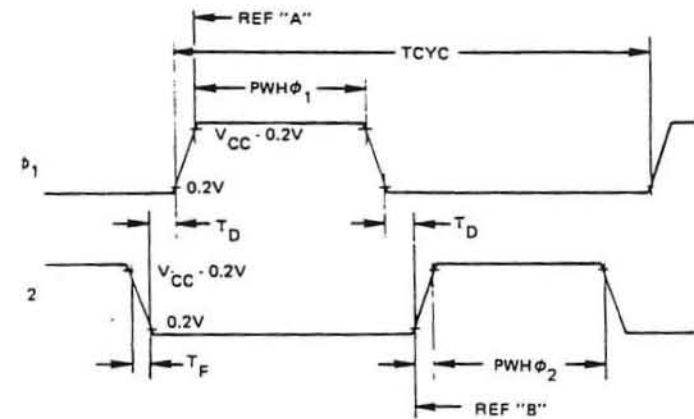 REF "A"
TCYC
PWHϕ1
VCC - 0.2V
ϕ1
0.2V
TD
TD
VCC - 0.2V
2
0.2V
TF
PWHϕ2
REF "B"